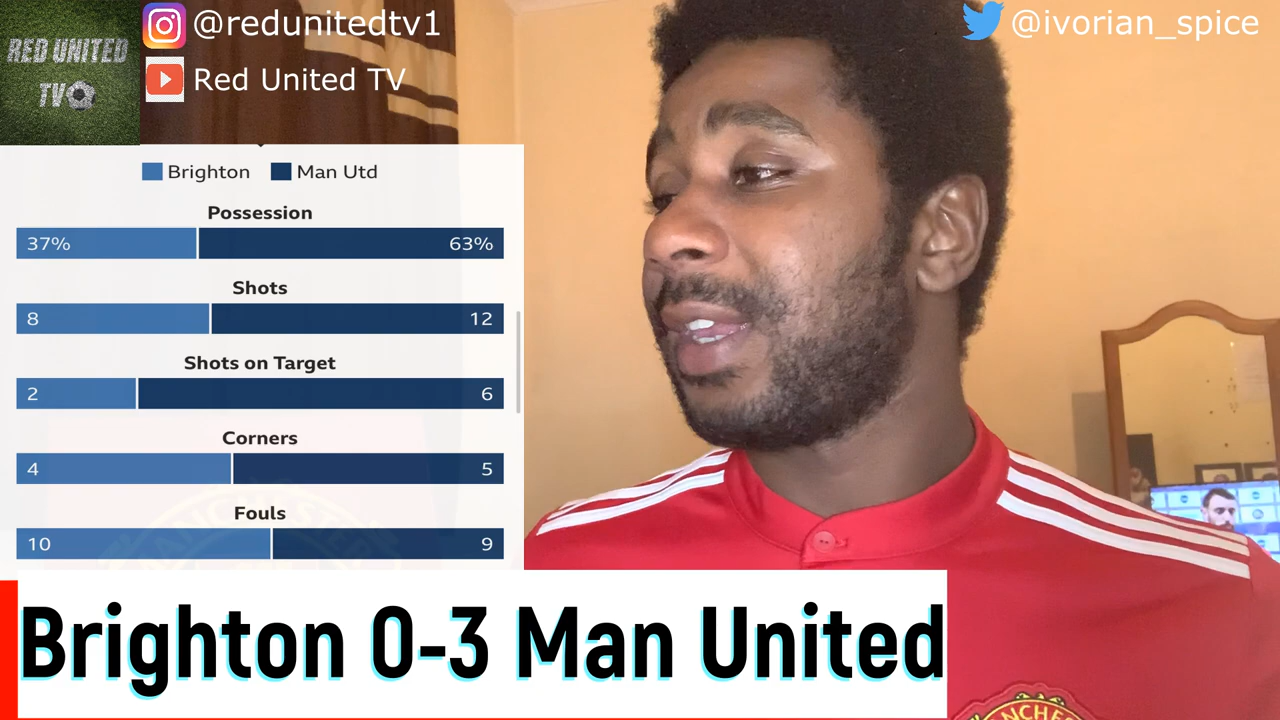 RED UNITED
TV
@redunitedtv1
Red United TV
@ivorian_spice
Brighton Man Utd
Possession
37% 63%
Shots
8 12
Shots on Target
2 6
Corners
4 5
Fouls
10 9
Brighton 0-3 Man United
MANCHES